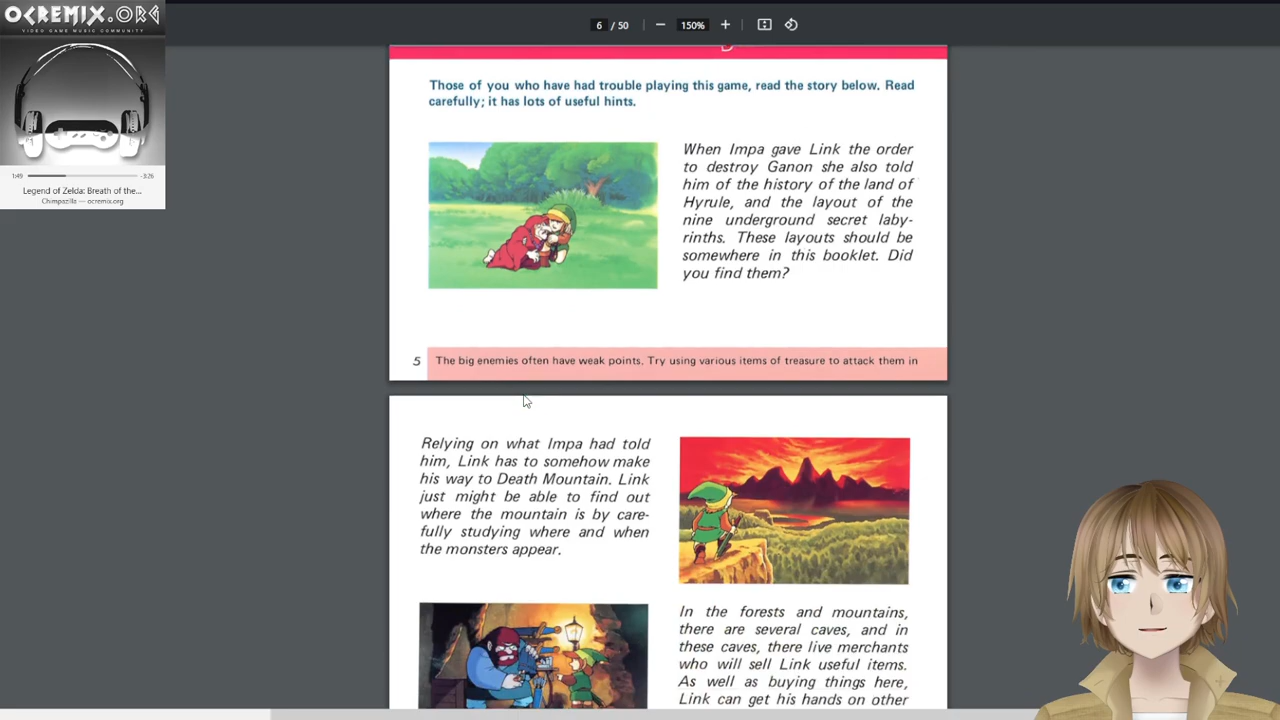 OCREMIX.ORG
VIDEO GAME MUSIC COMMUNITY
1:49
-3:26
Legend of Zelda: Breath of the...
Chimpazilla — ocremix.org
6 / 50
150%
Those of you who have had trouble playing this game, read the story below. Read
carefully; it has lots of useful hints.
When Impa gave Link the order
to destroy Ganon she also told
him of the history of the land of
Hyrule, and the layout of the
nine underground secret laby-
rinths. These layouts should be
somewhere in this booklet. Did
you find them?
5
The big enemies often have weak points. Try using various items of treasure to attack them in
Relying on what Impa had told
him, Link has to somehow make
his way to Death Mountain. Link
just might be able to find out
where the mountain is by care-
fully studying where and when
the monsters appear.
In the forests and mountains,
there are several caves, and in
these caves, there live merchants
who will sell Link useful items.
As well as buying things here,
Link can get his hands on other